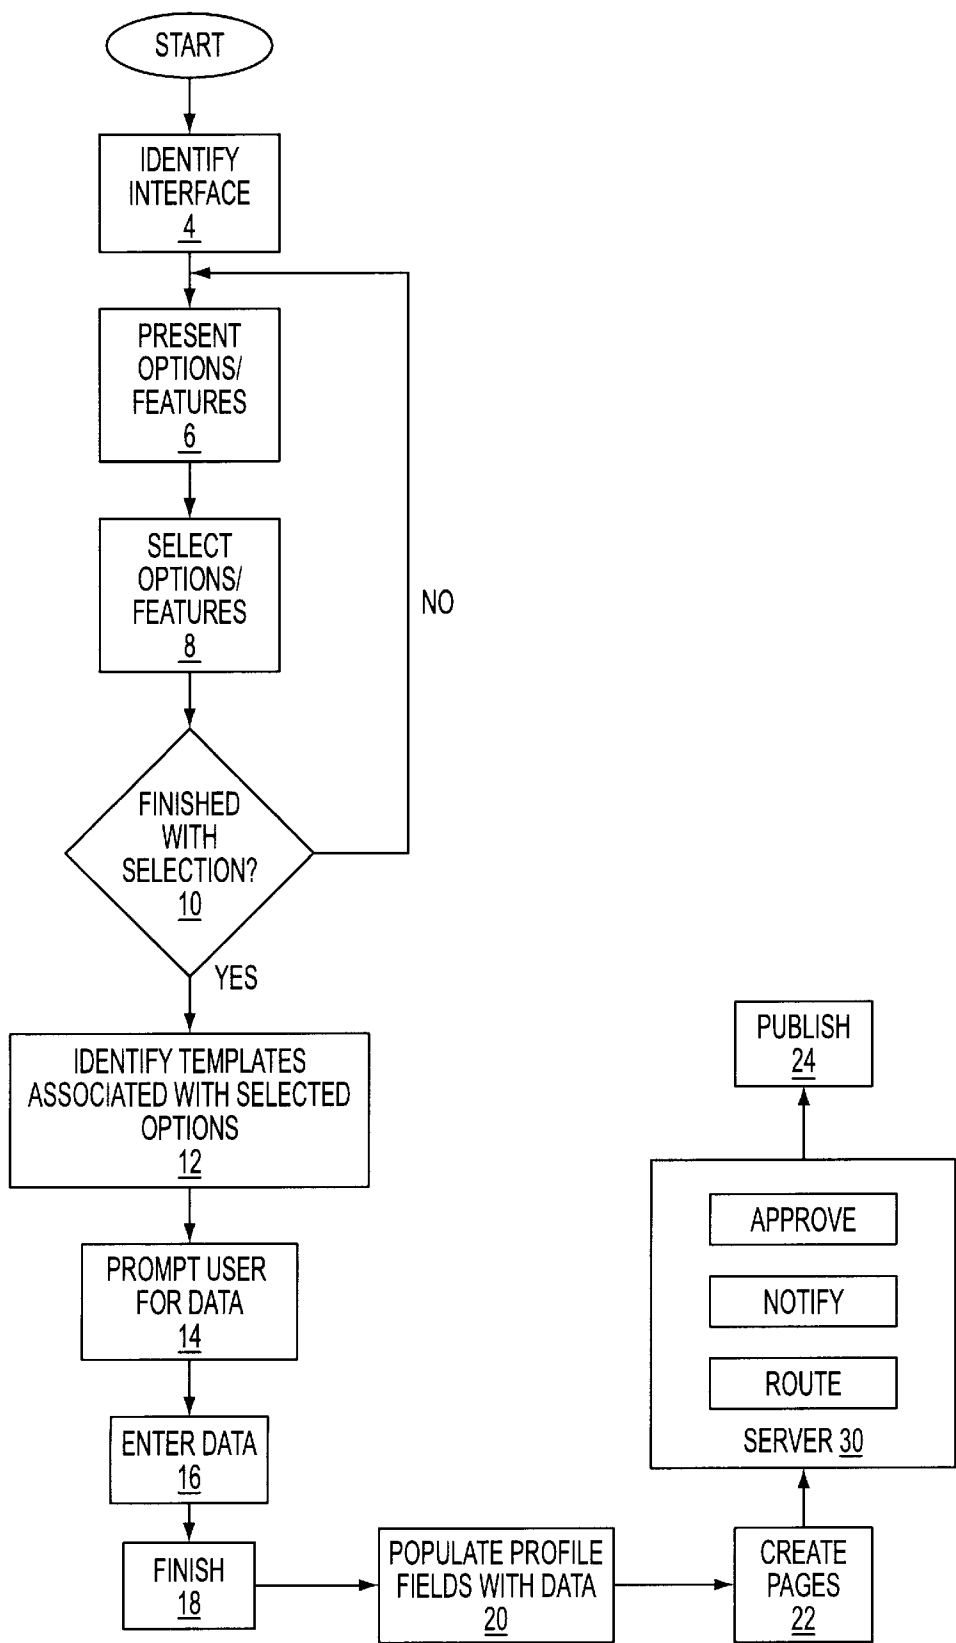 START
IDENTIFY
INTERFACE
4
PRESENT
OPTIONS/
FEATURES
6
SELECT
OPTIONS/
FEATURES
8
NO
FINISHED
WITH
SELECTION?
10
YES
IDENTIFY TEMPLATES
ASSOCIATED WITH SELECTED
OPTIONS
12
PROMPT USER
FOR DATA
14
ENTER DATA
16
FINISH
18
POPULATE PROFILE
FIELDS WITH DATA
20
CREATE
PAGES
22
APPROVE
NOTIFY
ROUTE
SERVER 30
PUBLISH
24